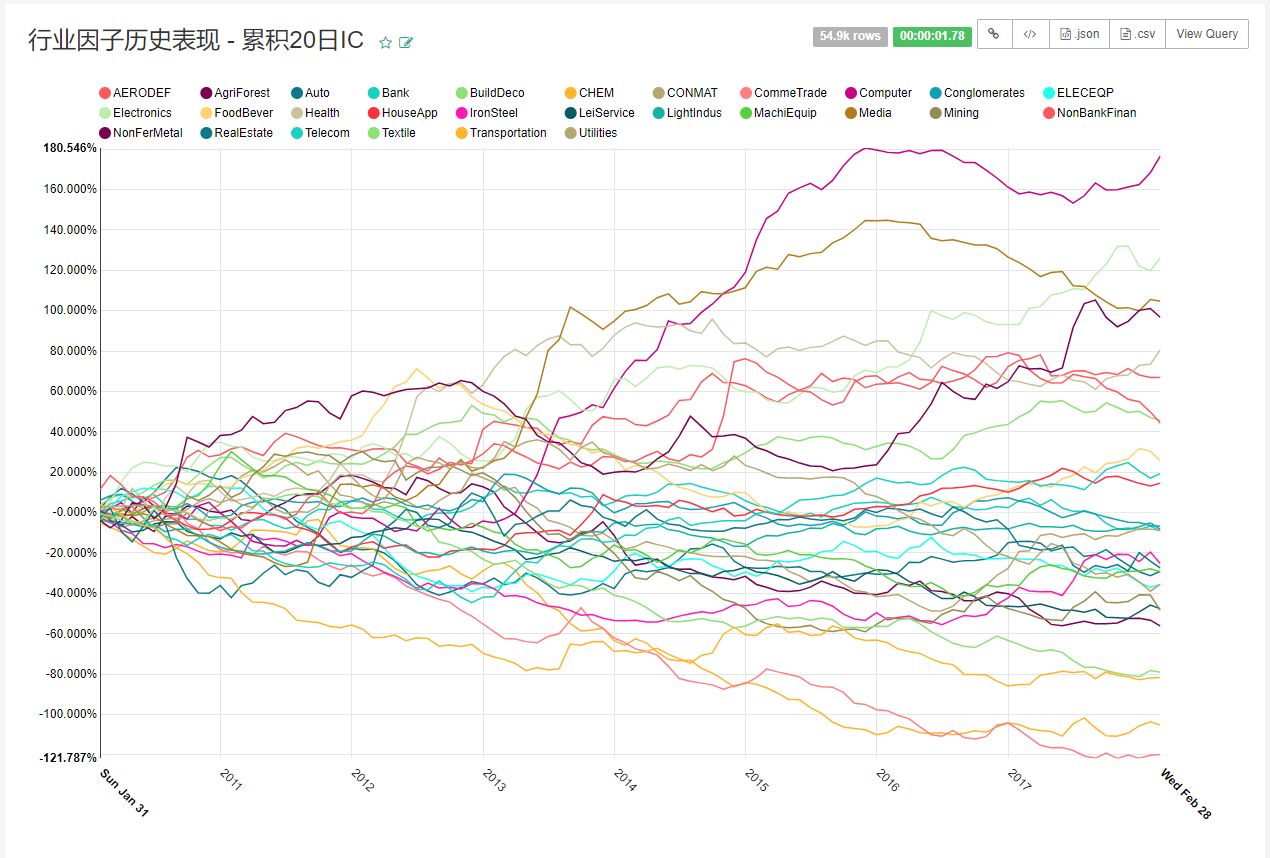 行业因子历史表现 - 累积20日IC
54.9k rows 00:00:01.78 .json .csv View Query
AERODEF AgriForest Auto Bank BuildDeco CHEM CONMAT CommeTrade Computer Conglomerates ELECEQP
Electronics FoodBever Health HouseApp IronSteel LeiService LightIndus MachiEquip Media Mining NonBankFinan
NonFerMetal RealEstate Telecom Textile Transportation Utilities
180.546%
160.000%
140.000%
120.000%
100.000%
80.000%
60.000%
40.000%
20.000%
-0.000%
-20.000%
-40.000%
-60.000%
-80.000%
-100.000%
-121.787%
Sun Jan 31 2011 2012 2013 2014 2015 2016 2017 Wed Feb 28